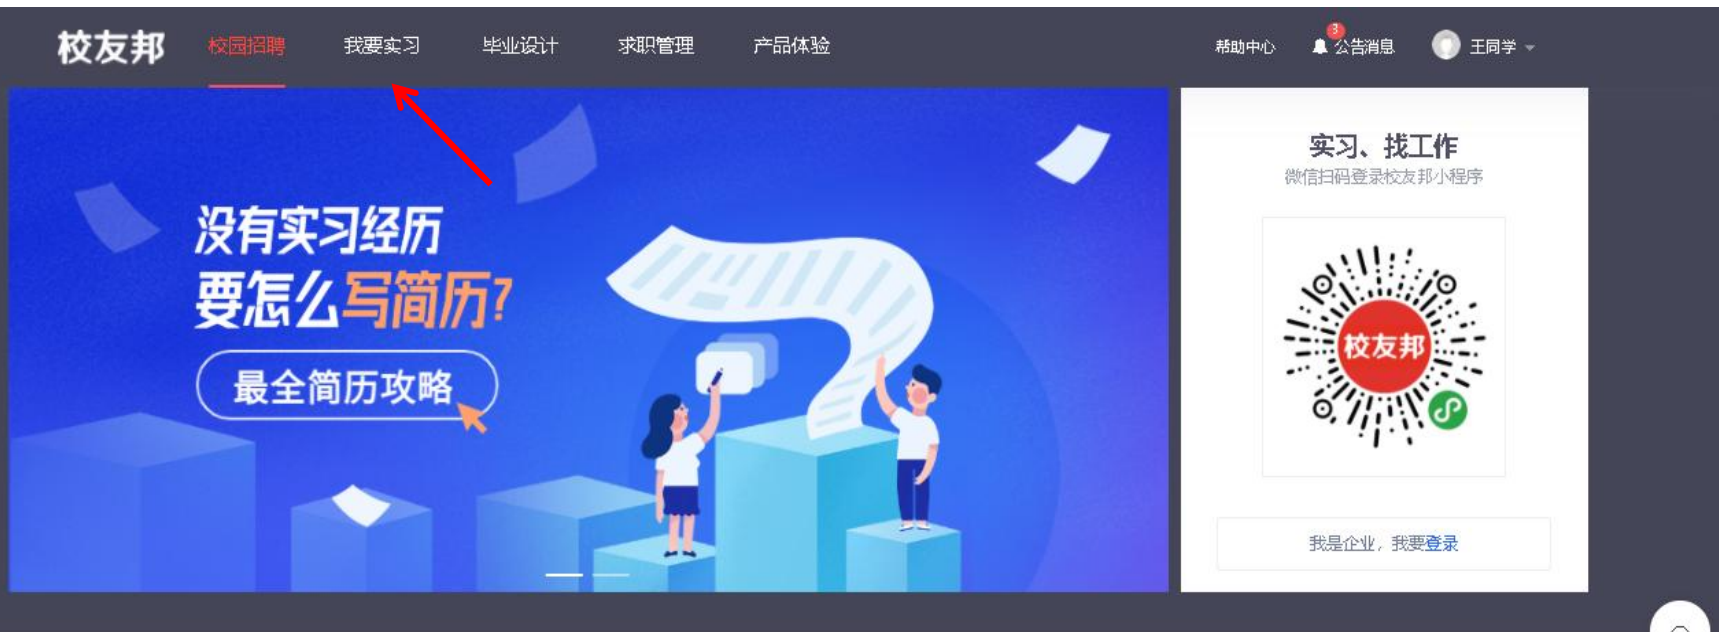 校友邦 校园招聘 我要实习 毕业设计 求职管理 产品体验 帮助中心 3 公告消息 王同学
没有实习经历
要怎么写简历?
最全简历攻略
实习、找工作
微信扫码登录校友邦小程序
校友邦
我是企业，我要登录